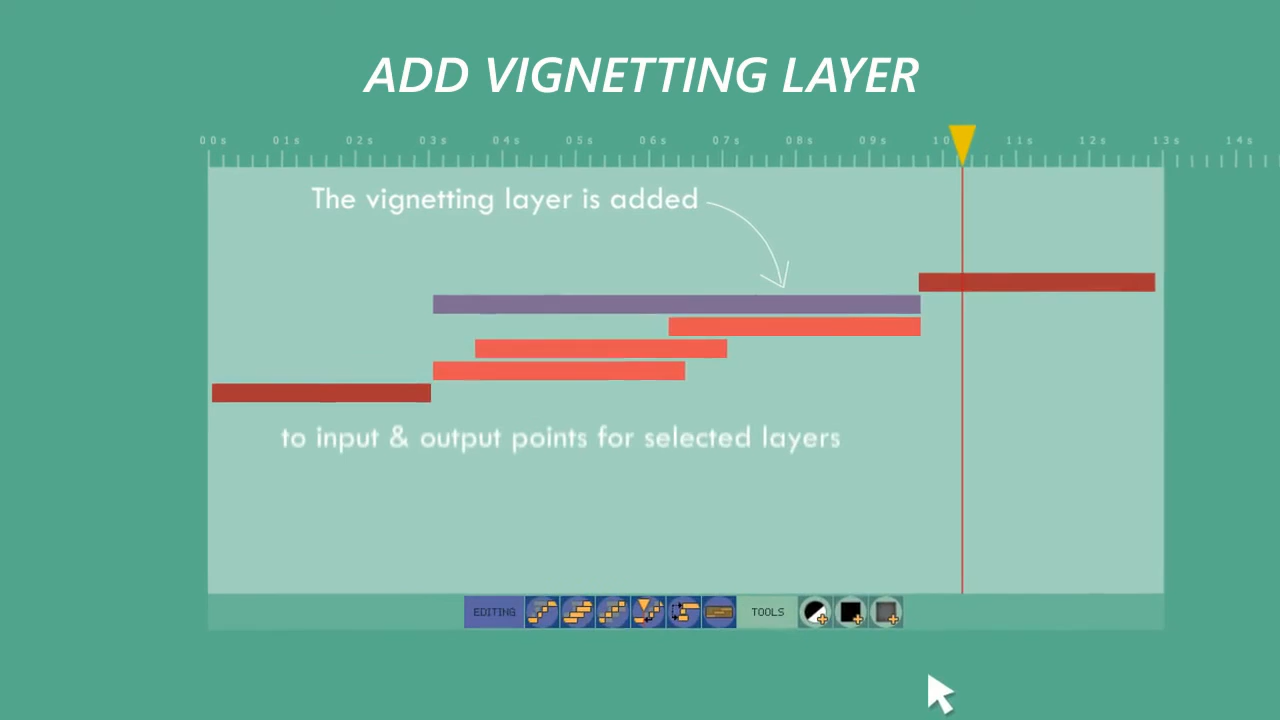 ADD VIGNETTING LAYER
00s 01s 02s 03s 04s 05s 06s 07s 08s 09s 10 11s 12s 13s 14s
The vignetting layer is added
to input & output points for selected layers
EDITING TOOLS